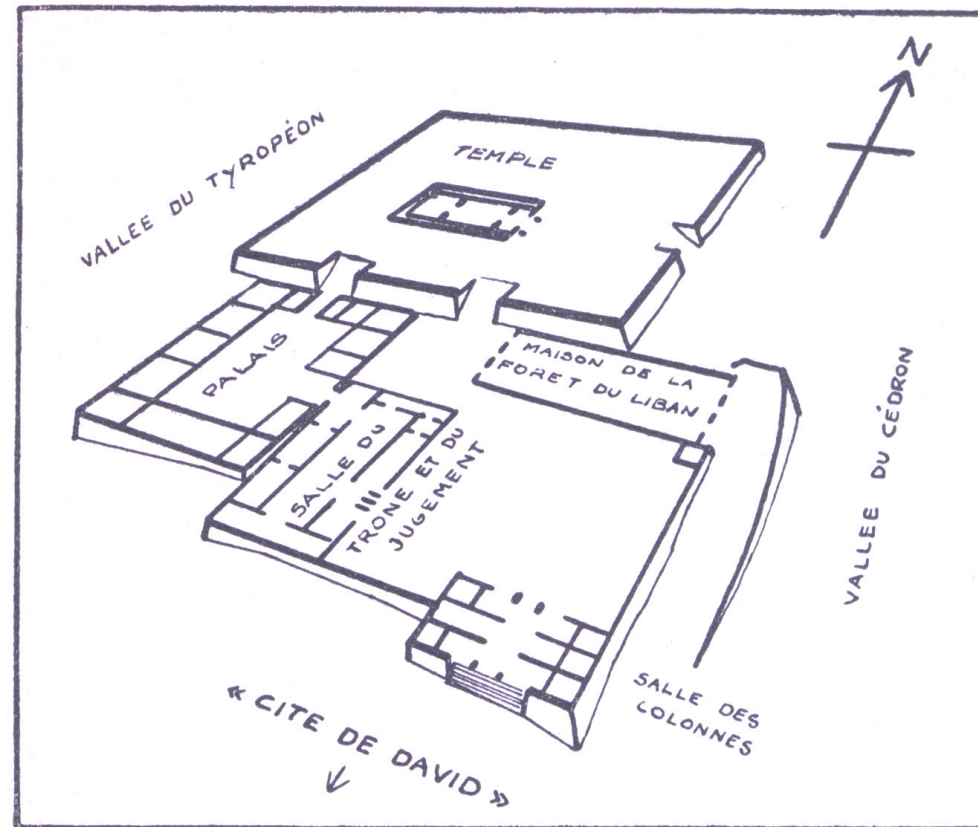 N
VALLEE DU TYROPÉON
TEMPLE
MAISON DE LA
FORET DU LIBAN
PALAIS
SALLE DU
TRONE ET DU
JUGEMENT
VALLEE DU CÉDRON
SALLE DES
COLONNES
« CITE DE DAVID »